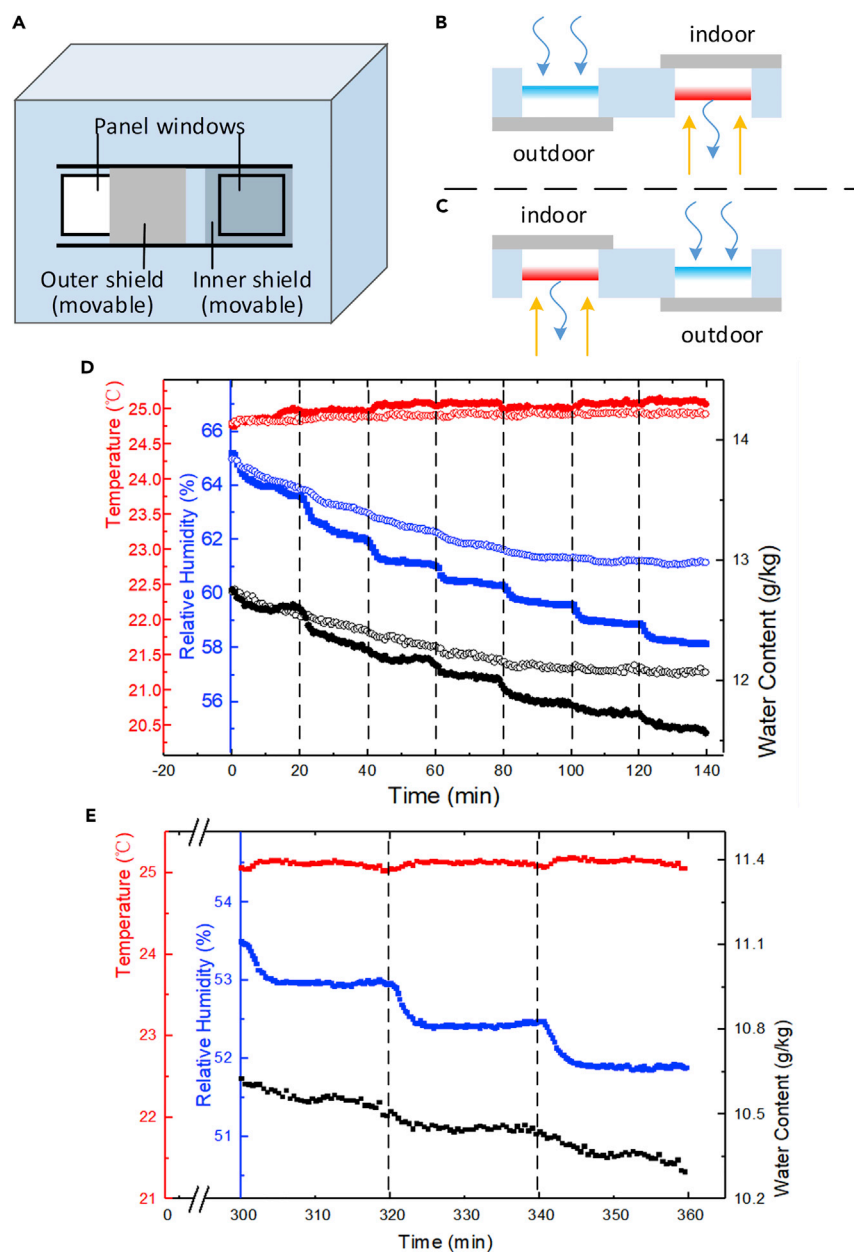 A
Panel windows
Outer shield
(movable)
Inner shield
(movable)
B
indoor
outdoor
C
indoor
outdoor
D
Temperature (℃)
25.0
24.5
24.0
23.5
23.0
22.5
22.0
21.5
21.0
20.5
Relative Humidity (%)
66
64
62
60
58
56
14
13
12
Water Content (g/kg)
-20
0
20
40
60
80
100
120
140
Time (min)
E
Temperature (℃)
25
24
23
22
21
Relative Humidity (%)
54
53
52
51
11.4
11.1
10.8
10.5
10.2
Water Content (g/kg)
0
300
310
320
330
340
350
360
Time (min)